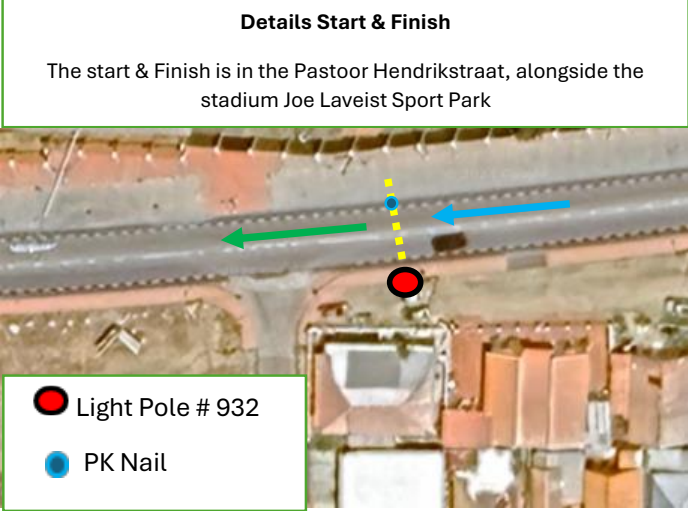 Details Start & Finish
The start & Finish is in the Pastoor Hendrikstraat, alongside the
stadium Joe Laveist Sport Park
Light Pole # 932
PK Nail